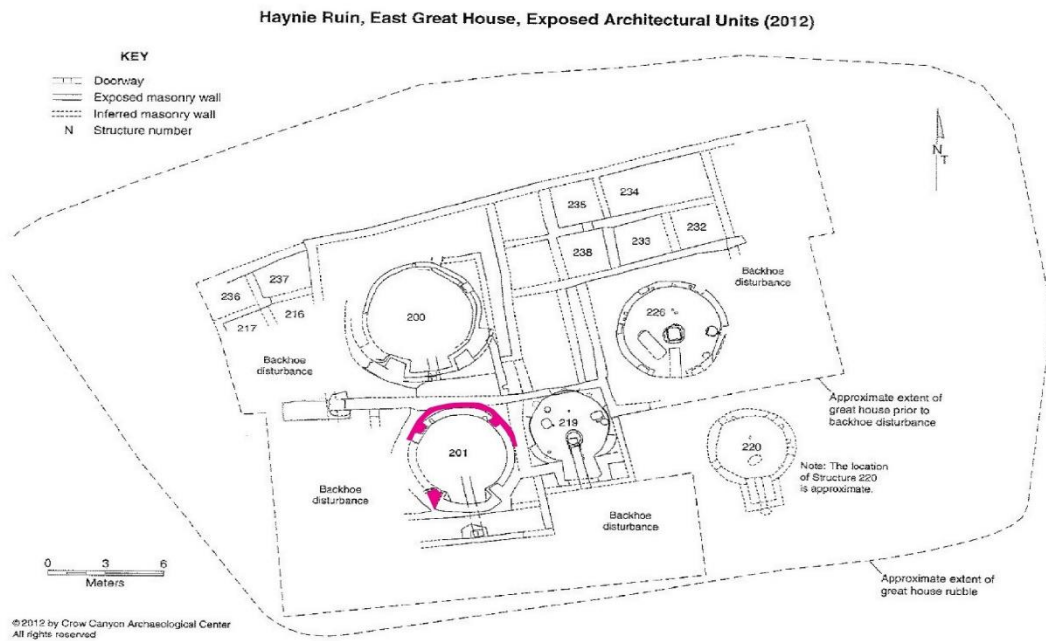 Haynie Ruin, East Great House, Exposed Architectural Units (2012)
KEY
Doorway
Exposed masonry wall
Inferred masonry wall
N Structure number
N
T
234
235
232
233
238
237
236
216
217
200
226
Backhoe
disturbance
Backhoe
disturbance
Approximate extent of
great house prior to
backhoe disturbance
219
220
201
Note: The location
of Structure 220
is approximate.
Backhoe
disturbance
Backhoe
disturbance
0 3 6
Meters
Approximate extent of
great house rubble
©2012 by Crow Canyon Archaeological Center
All rights reserved